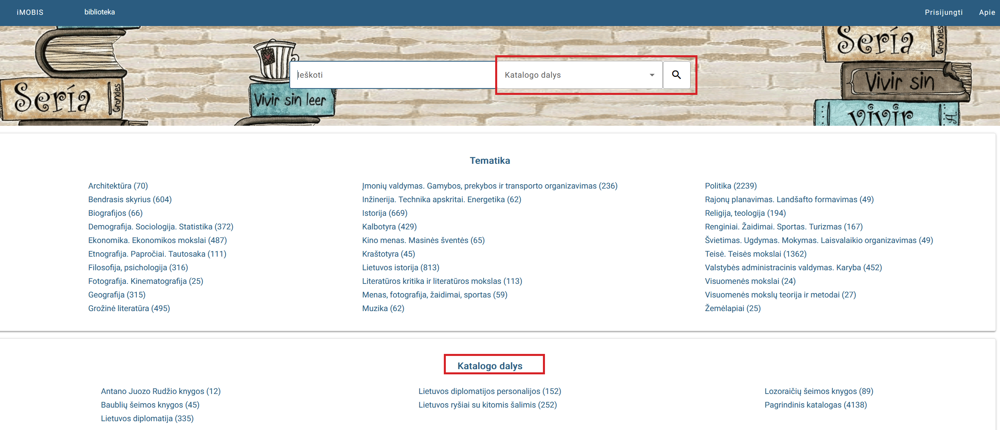 iMOBIS
biblioteka
Prisijungti
Apie
Sería
Grandes
Vivir sin leer
Sería
Grandes
Vivir sin
vivir
A
Ieškoti
Katalogo dalys
Tematika
Architektūra (70)
Bendrasis skyrius (604)
Biografijos (66)
Demografija. Sociologija. Statistika (372)
Ekonomika. Ekonomikos mokslai (487)
Etnografija. Papročiai. Tautosaka (111)
Filosofija, psichologija (316)
Fotografija. Kinematografija (25)
Geografija (315)
Grožinė literatūra (495)
Įmonių valdymas. Gamybos, prekybos ir transporto organizavimas (236)
Inžinerija. Technika apskritai. Energetika (62)
Istorija (669)
Kalbotyra (429)
Kino menas. Masinės šventės (65)
Kraštotyra (45)
Lietuvos istorija (813)
Literatūros kritika ir literatūros mokslas (113)
Menas, fotografija, žaidimai, sportas (59)
Muzika (62)
Politika (2239)
Rajonų planavimas. Landšafto formavimas (49)
Religija, teologija (194)
Renginiai. Žaidimai. Sportas. Turizmas (167)
Švietimas. Ugdymas. Mokymas. Laisvalaikio organizavimas (49)
Teisė. Teisės mokslai (1362)
Valstybės administracinis valdymas. Karyba (452)
Visuomenės mokslai (24)
Visuomenės mokslų teorija ir metodai (27)
Žemėlapiai (25)
Katalogo dalys
Antano Juozo Rudžio knygos (12)
Baublių šeimos knygos (45)
Lietuvos diplomatija (335)
Lietuvos diplomatijos personalijos (152)
Lietuvos ryšiai su kitomis šalimis (252)
Lozoraičių šeimos knygos (89)
Pagrindinis katalogas (4138)